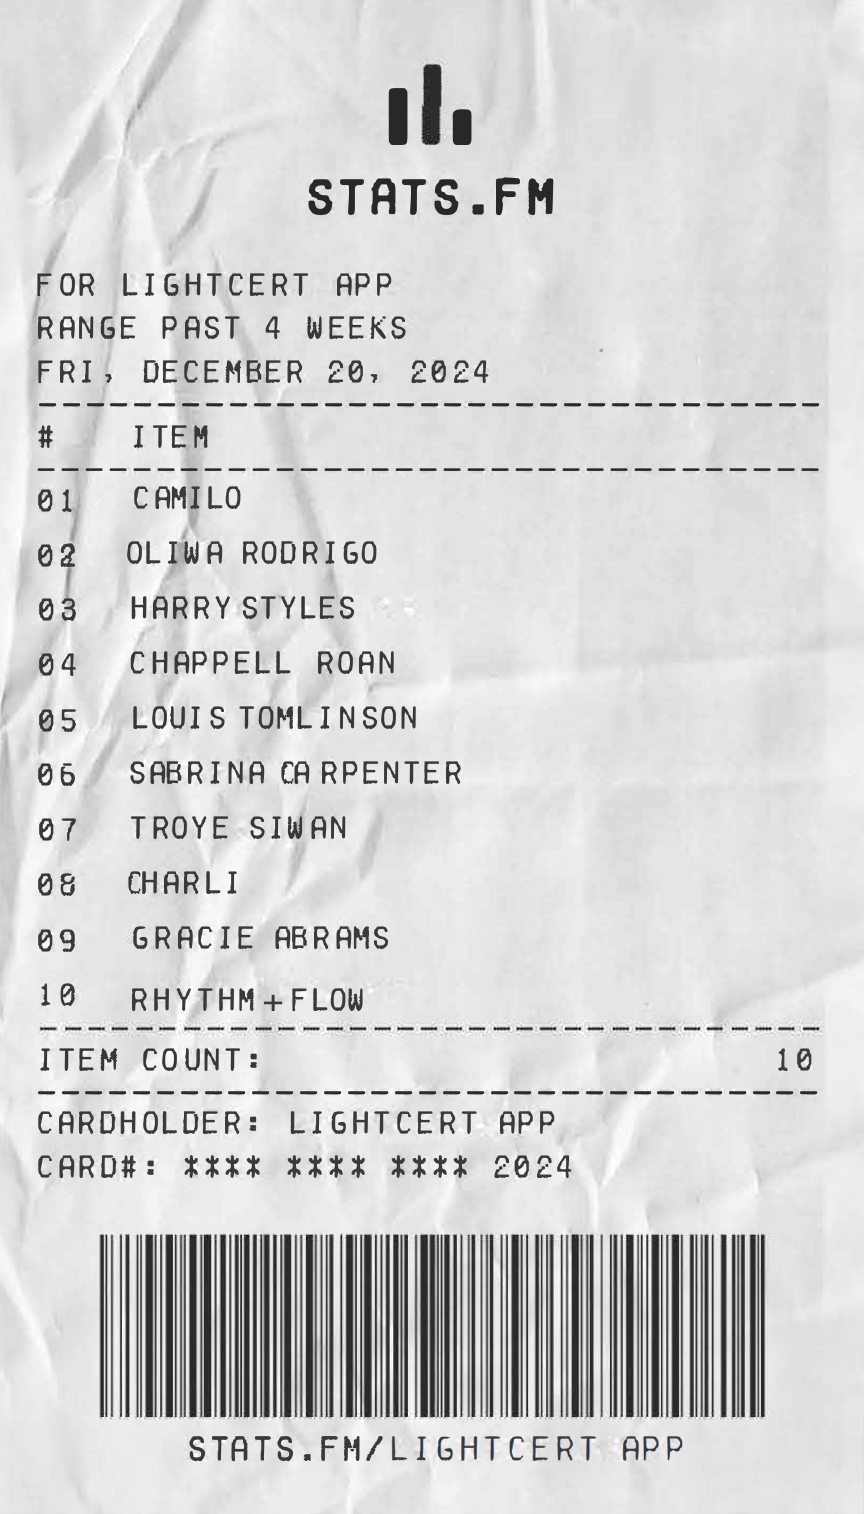 STATS.FM
FOR LIGHTCERT APP
RANGE PAST 4 WEEKS
FRI, DECEMBER 20, 2024
# ITEM
01 CAMILO
02 OLIWA RODRIGO
03 HARRY STYLES
04 CHAPPELL ROAN
05 LOUIS TOMLINSON
06 SABRINA CARPENTER
07 TROYE SIWAN
08 CHARLI
09 GRACIE ABRAMS
10 RHYTHM+FLOW
ITEM COUNT: 10
CARDHOLDER: LIGHTCERT APP
CARD#: **** **** **** 2024
STATS.FM/LIGHTCERT APP